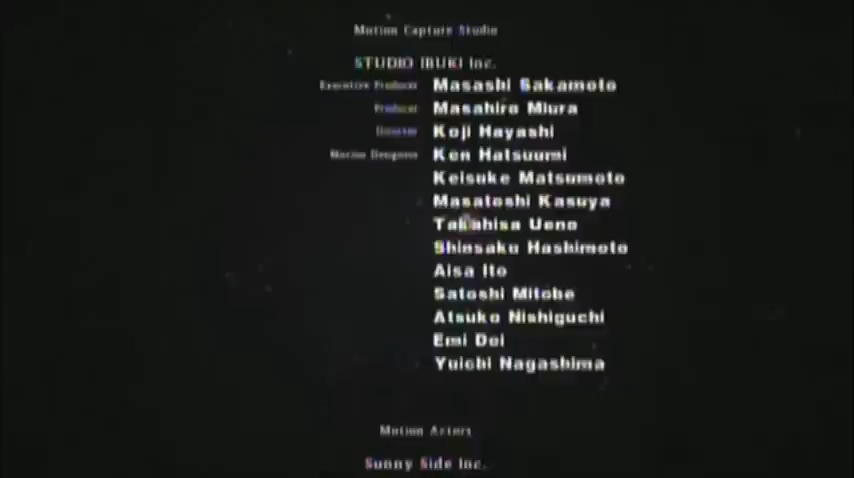 Motion Capture Studio
STUDIO IBUKI Inc.
Executive Producer Masashi Sakamoto
Producer Masahiro Miura
Director Koji Hayashi
Motion Designers Ken Hatsuumi
Keisuke Matsumoto
Masatoshi Kasuya
Takahisa Ueno
Shinsaku Hashimoto
Aisa Ito
Satoshi Mitobe
Atsuko Nishiguchi
Emi Doi
Yuichi Nagashima
Motion Actors
Sunny Side Inc.